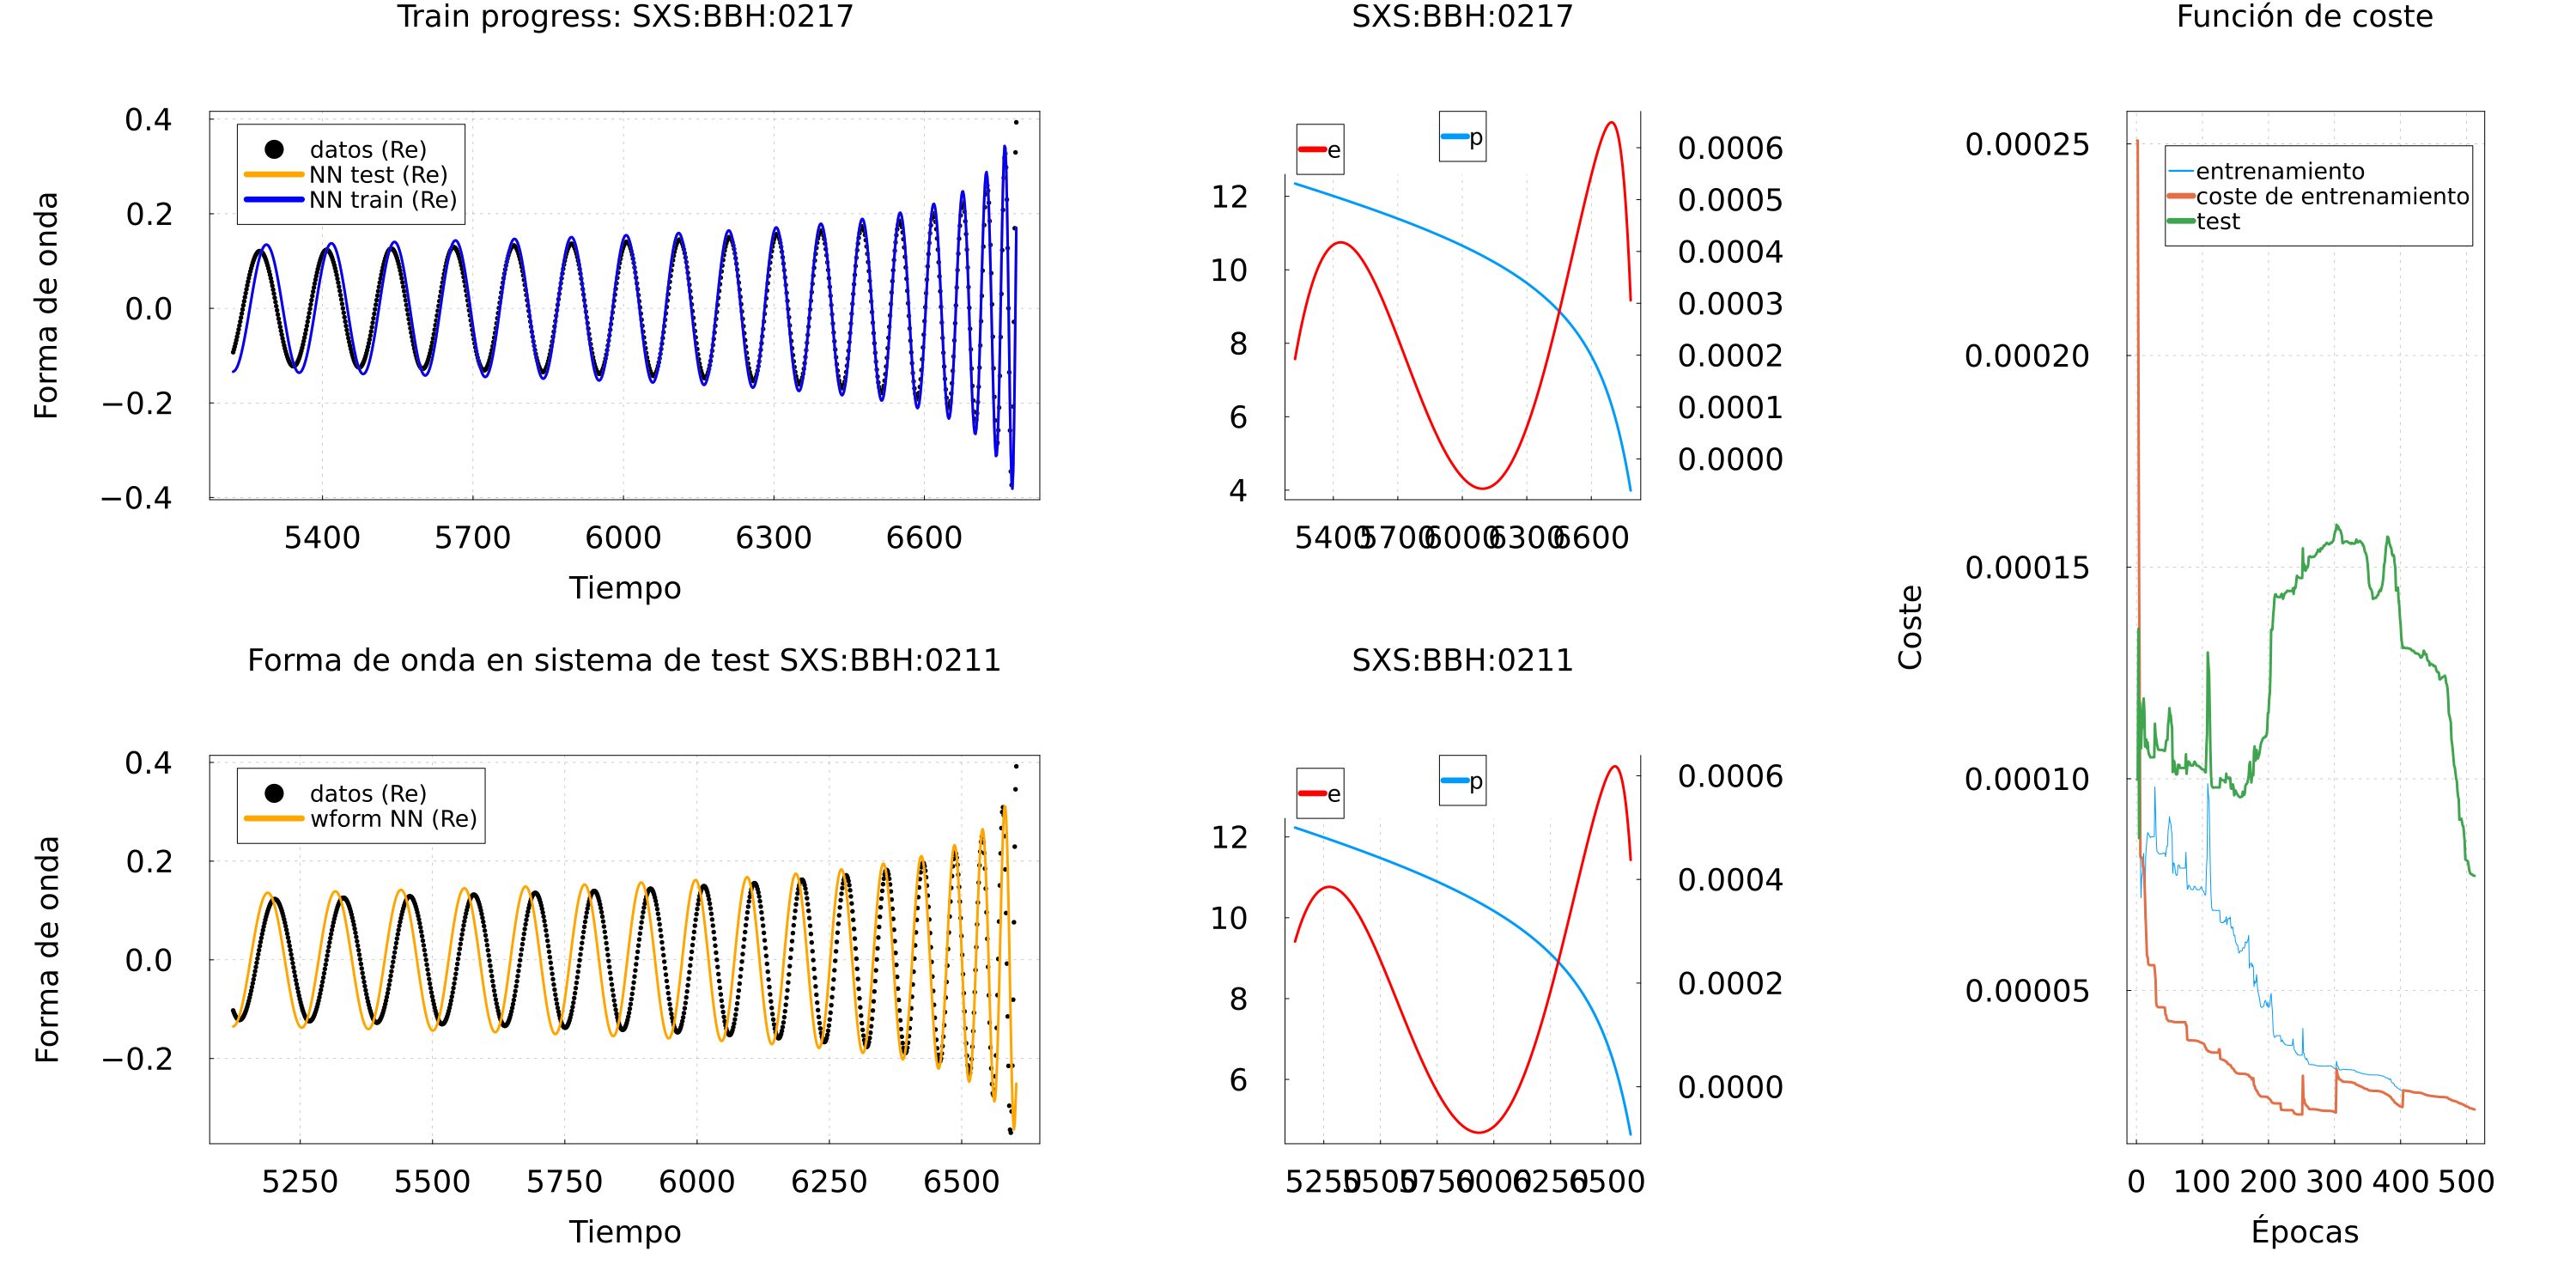 Train progress: SXS:BBH:0217
0.4
0.2
0.0
−0.2
−0.4
datos (Re)
NN test (Re)
NN train (Re)
5400 5700 6000 6300 6600
Forma de onda
Tiempo
SXS:BBH:0217
e
p
12
10
8
6
4
0.0006
0.0005
0.0004
0.0003
0.0002
0.0001
0.0000
5400 5700 6000 6300 6600
Forma de onda en sistema de test SXS:BBH:0211
0.4
0.2
0.0
−0.2
datos (Re)
wform NN (Re)
5250 5500 5750 6000 6250 6500
Forma de onda
Tiempo
SXS:BBH:0211
e
p
12
10
8
6
0.0006
0.0004
0.0002
0.0000
5250 5500 5750 6000 6250 6500
Función de coste
0.00025
0.00020
0.00015
0.00010
0.00005
entrenamiento
coste de entrenamiento
test
0 100 200 300 400 500
Coste
Épocas